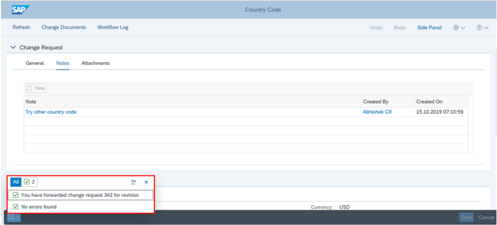 SAP
Country Code
Refresh Change Documents Workflow Log Undo Redo Side Panel
Change Request
General Notes Attachments
New
Note Created By Created On
Try other country code Abhishek CR 15.10.2019 07:10:59
All 2
You have forwarded change request 342 for revision
No errors found
Currency: USD
Save Cancel